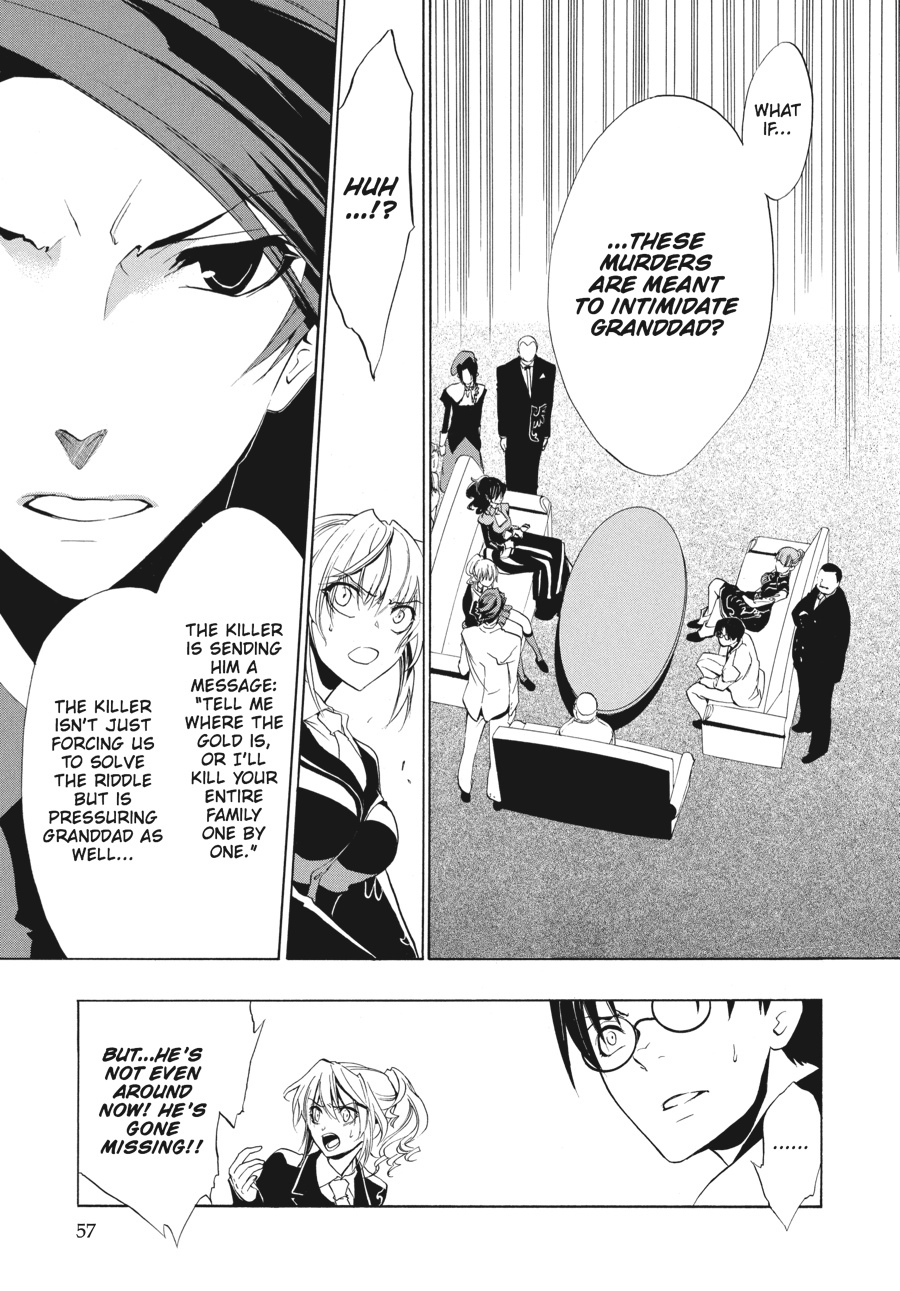 WHAT
IF...
...THESE
MURDERS
ARE MEANT
TO INTIMIDATE
GRANDDAD?
HUH
...!?
THE KILLER
IS SENDING
HIM A
MESSAGE:
"TELL ME
WHERE THE
GOLD IS,
OR I'LL
KILL YOUR
ENTIRE
FAMILY
ONE BY
ONE."
THE KILLER
ISN'T JUST
FORCING US
TO SOLVE
THE RIDDLE
BUT IS
PRESSURING
GRANDDAD AS
WELL...
......
BUT...HE'S
NOT EVEN
AROUND
NOW! HE'S
GONE
MISSING!!
57